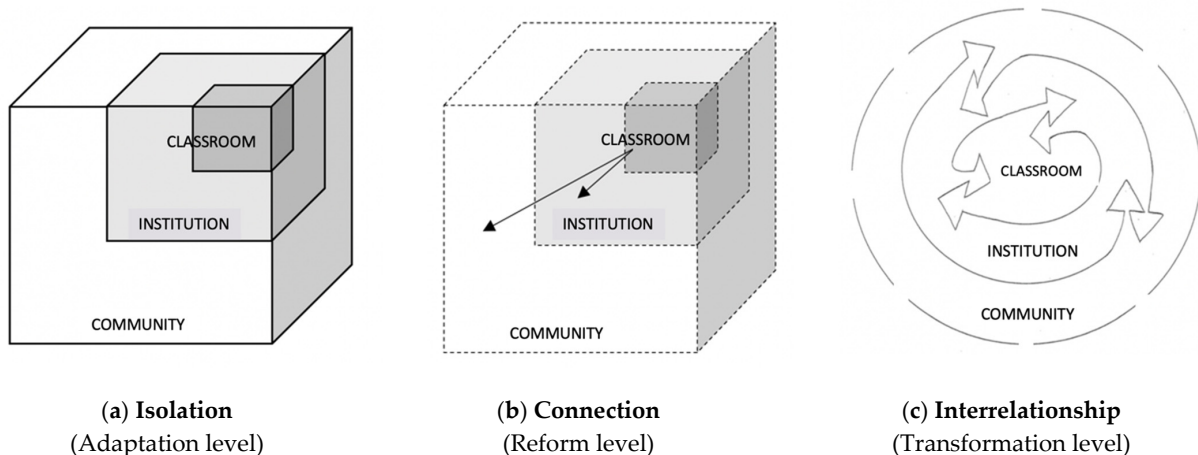 CLASSROOM
INSTITUTION
COMMUNITY
CLASSROOM
INSTITUTION
COMMUNITY
CLASSROOM
INSTITUTION
COMMUNITY
(a) Isolation
(Adaptation level)
(b) Connection
(Reform level)
(c) Interrelationship
(Transformation level)